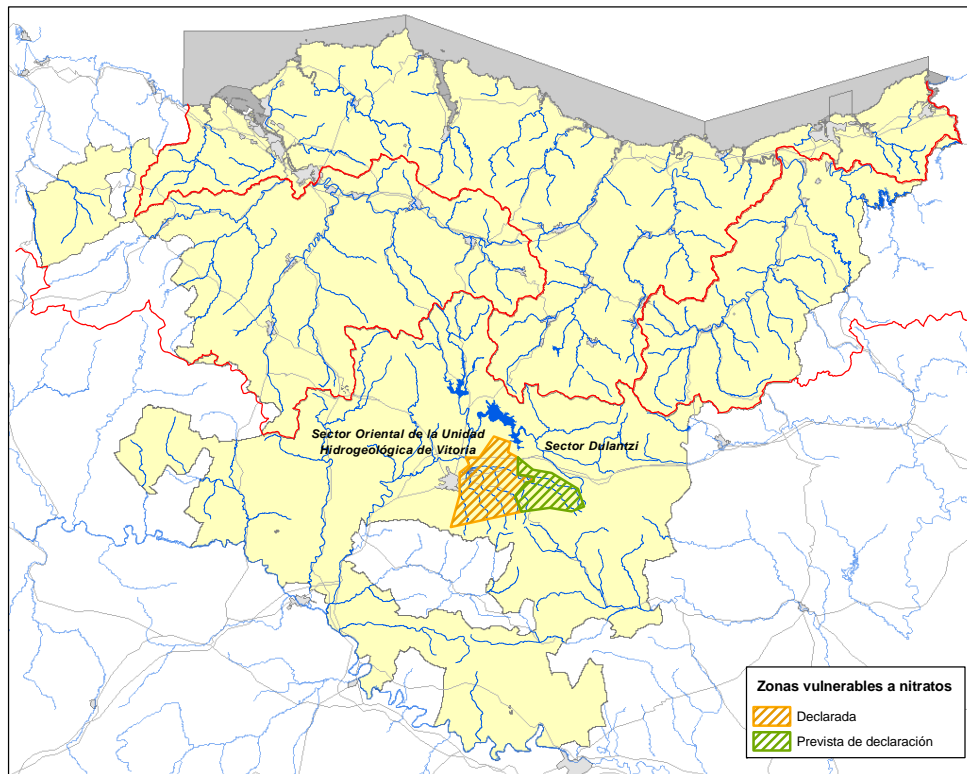 Sector Oriental de la Unidad
Hidrogeológica de Vitoria
Sector Dulantzi
Zonas vulnerables a nitratos
Declarada
Prevista de declaración